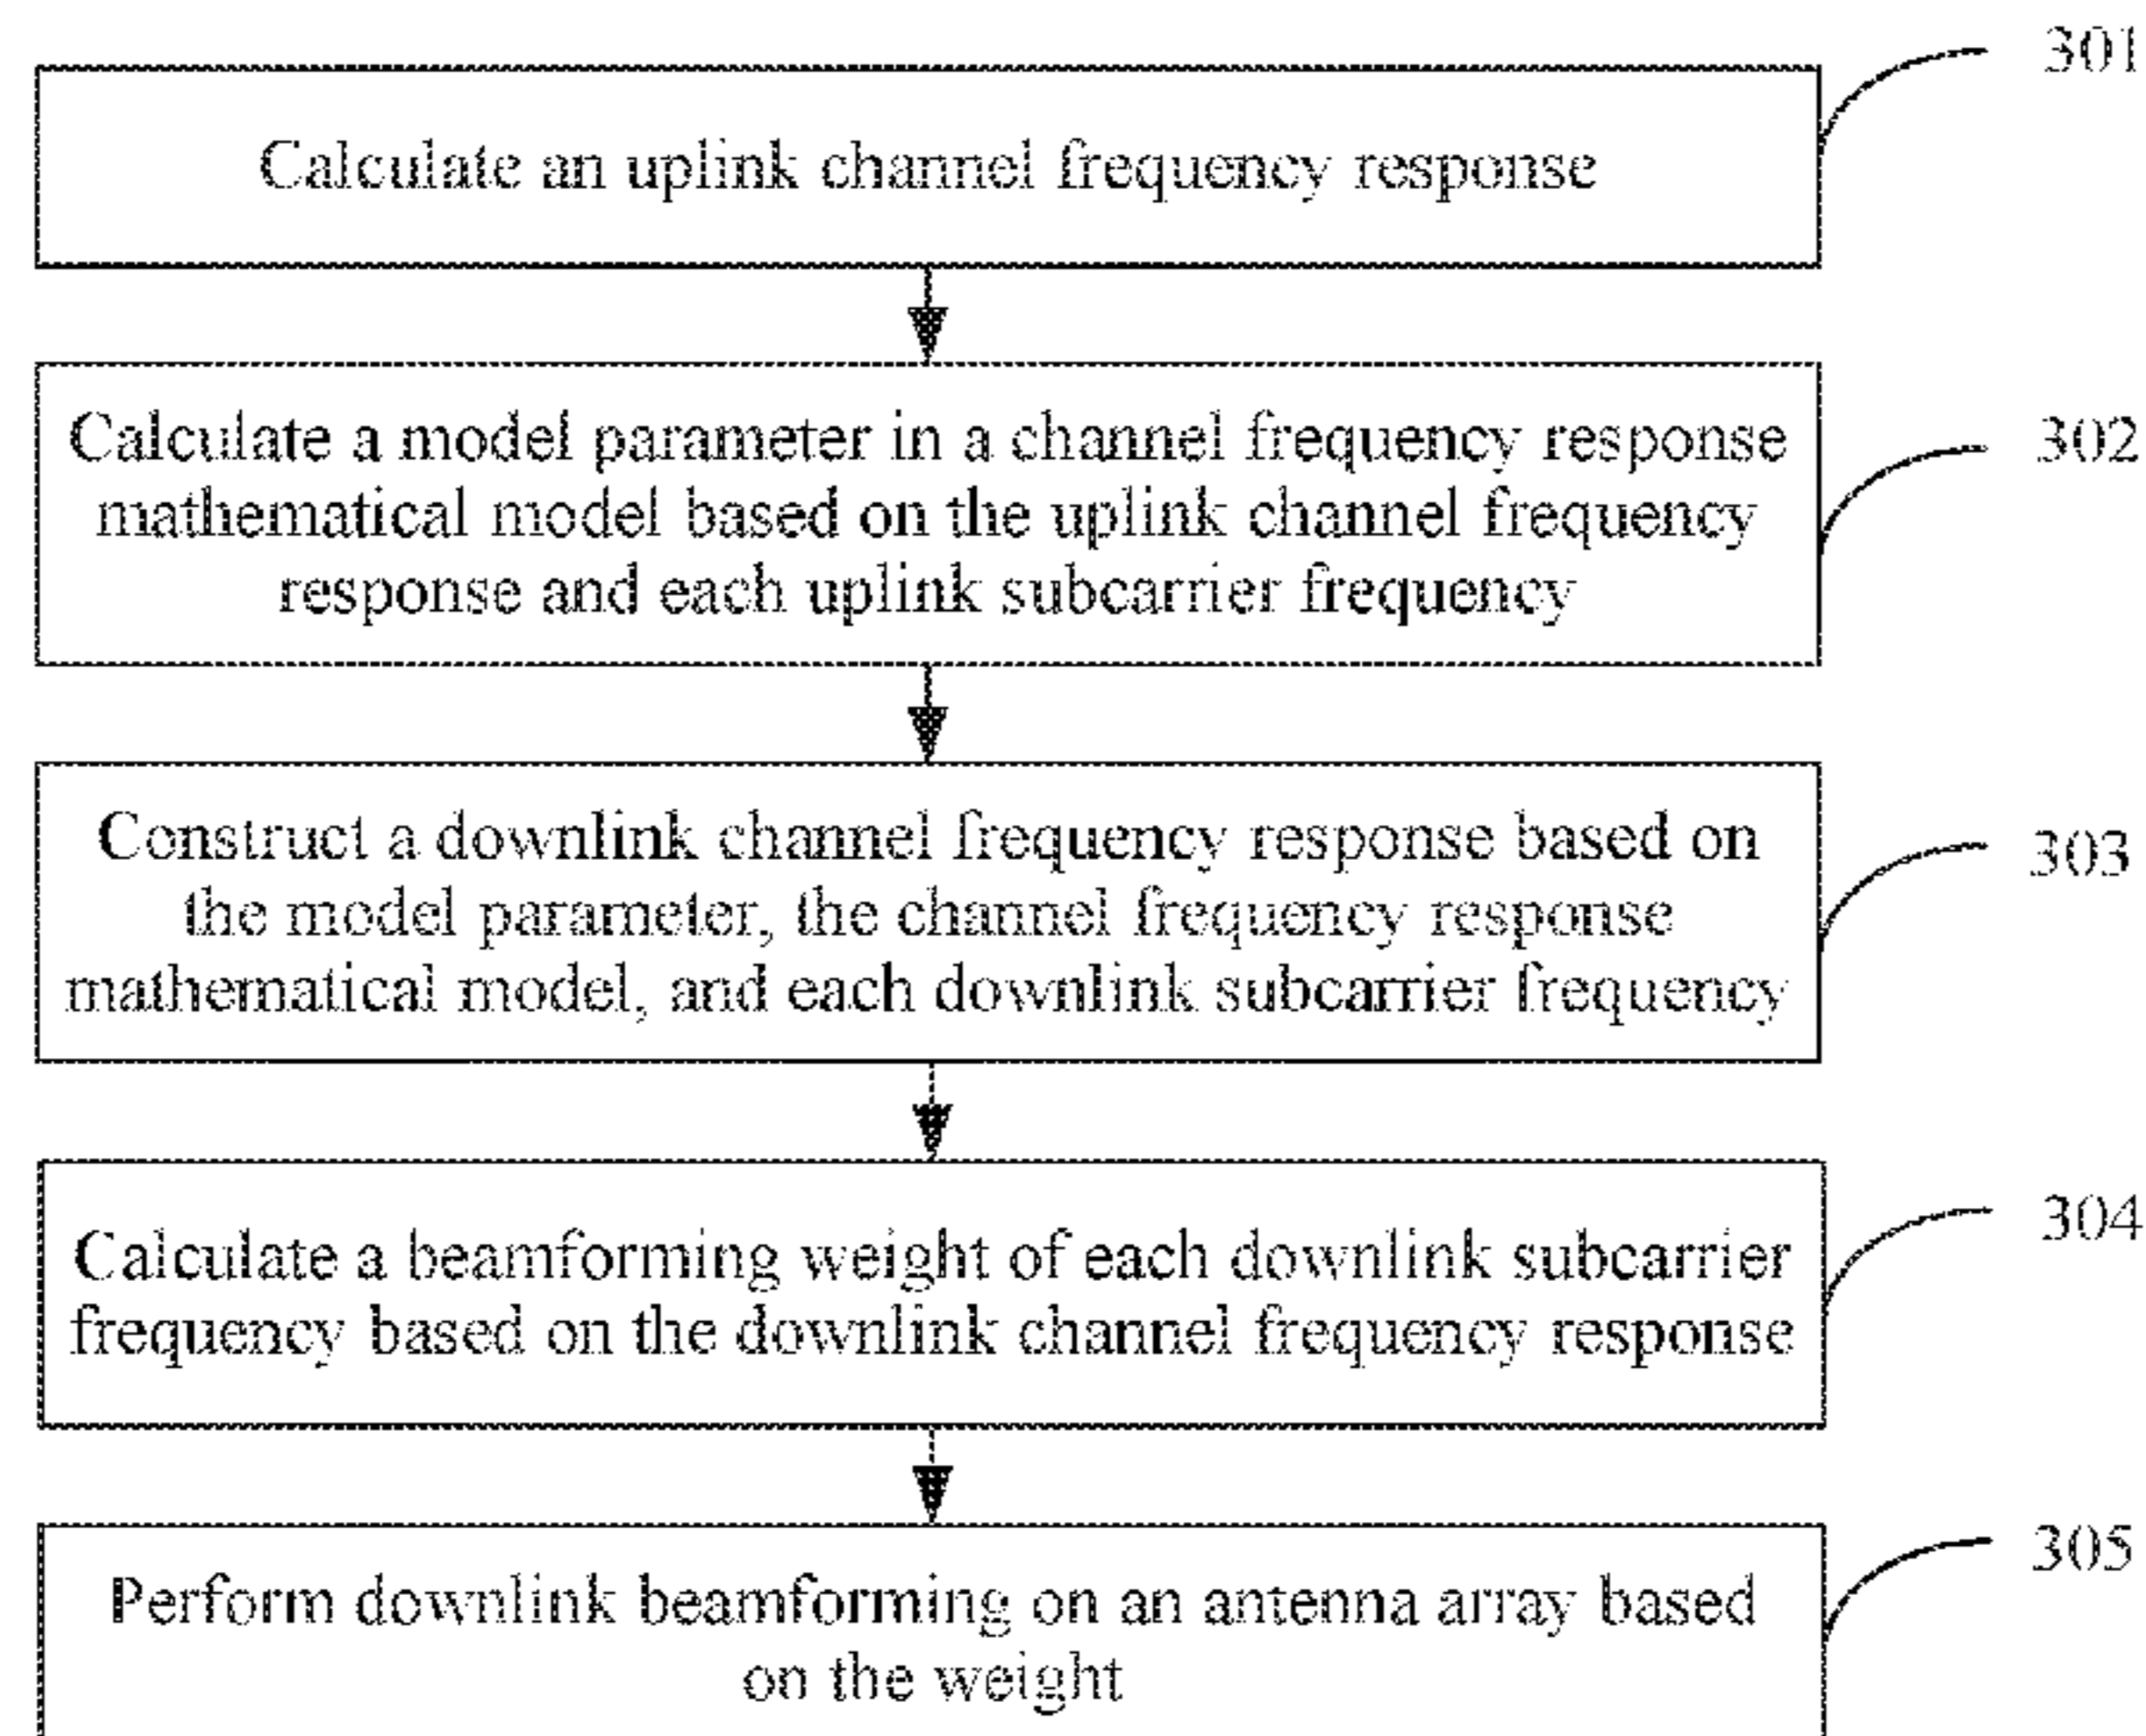 301
Calculate an uplink channel frequency response
302
Calculate a model parameter in a channel frequency response
mathematical model based on the uplink channel frequency
response and each uplink subcarrier frequency
303
Construct a downlink channel frequency response based on
the model parameter, the channel frequency response
mathematical model, and each downlink subcarrier frequency
304
Calculate a beamforming weight of each downlink subcarrier
frequency based on the downlink channel frequency response
305
Perform downlink beamforming on an antenna array based
on the weight